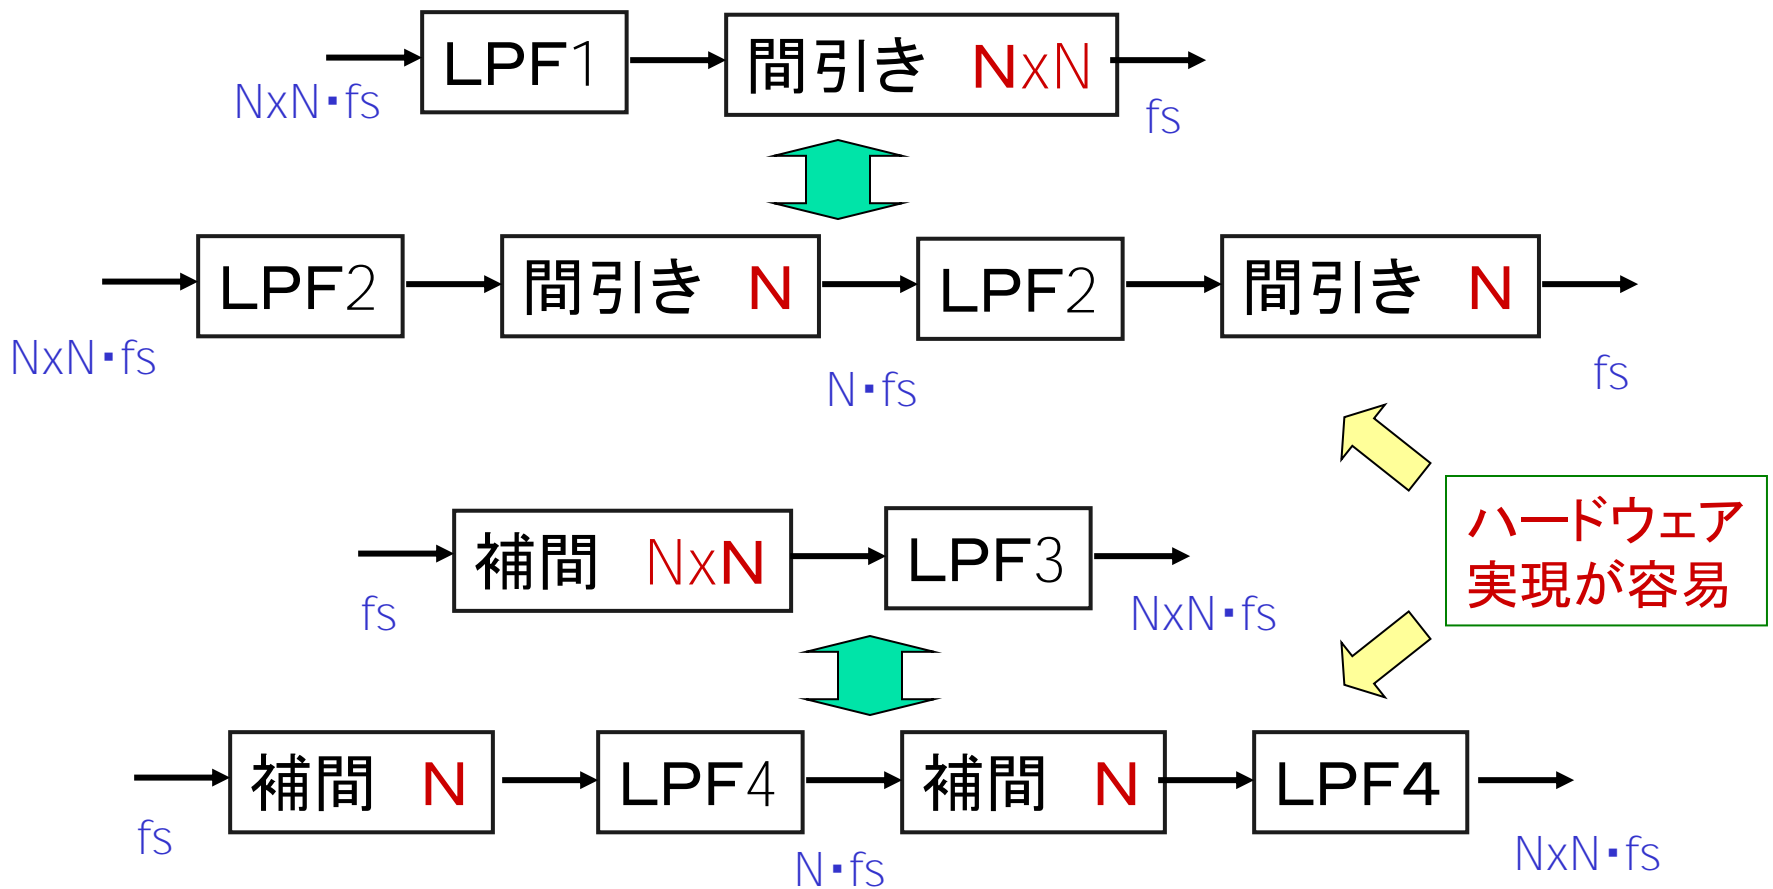 LPF1
間引き NxN
NxN・fs
fs
LPF2
間引き N
LPF2
間引き N
NxN・fs
N・fs
fs
補間 NxN
LPF3
fs
NxN・fs
ハードウェア
実現が容易
補間 N
LPF4
補間 N
LPF4
fs
N・fs
NxN・fs